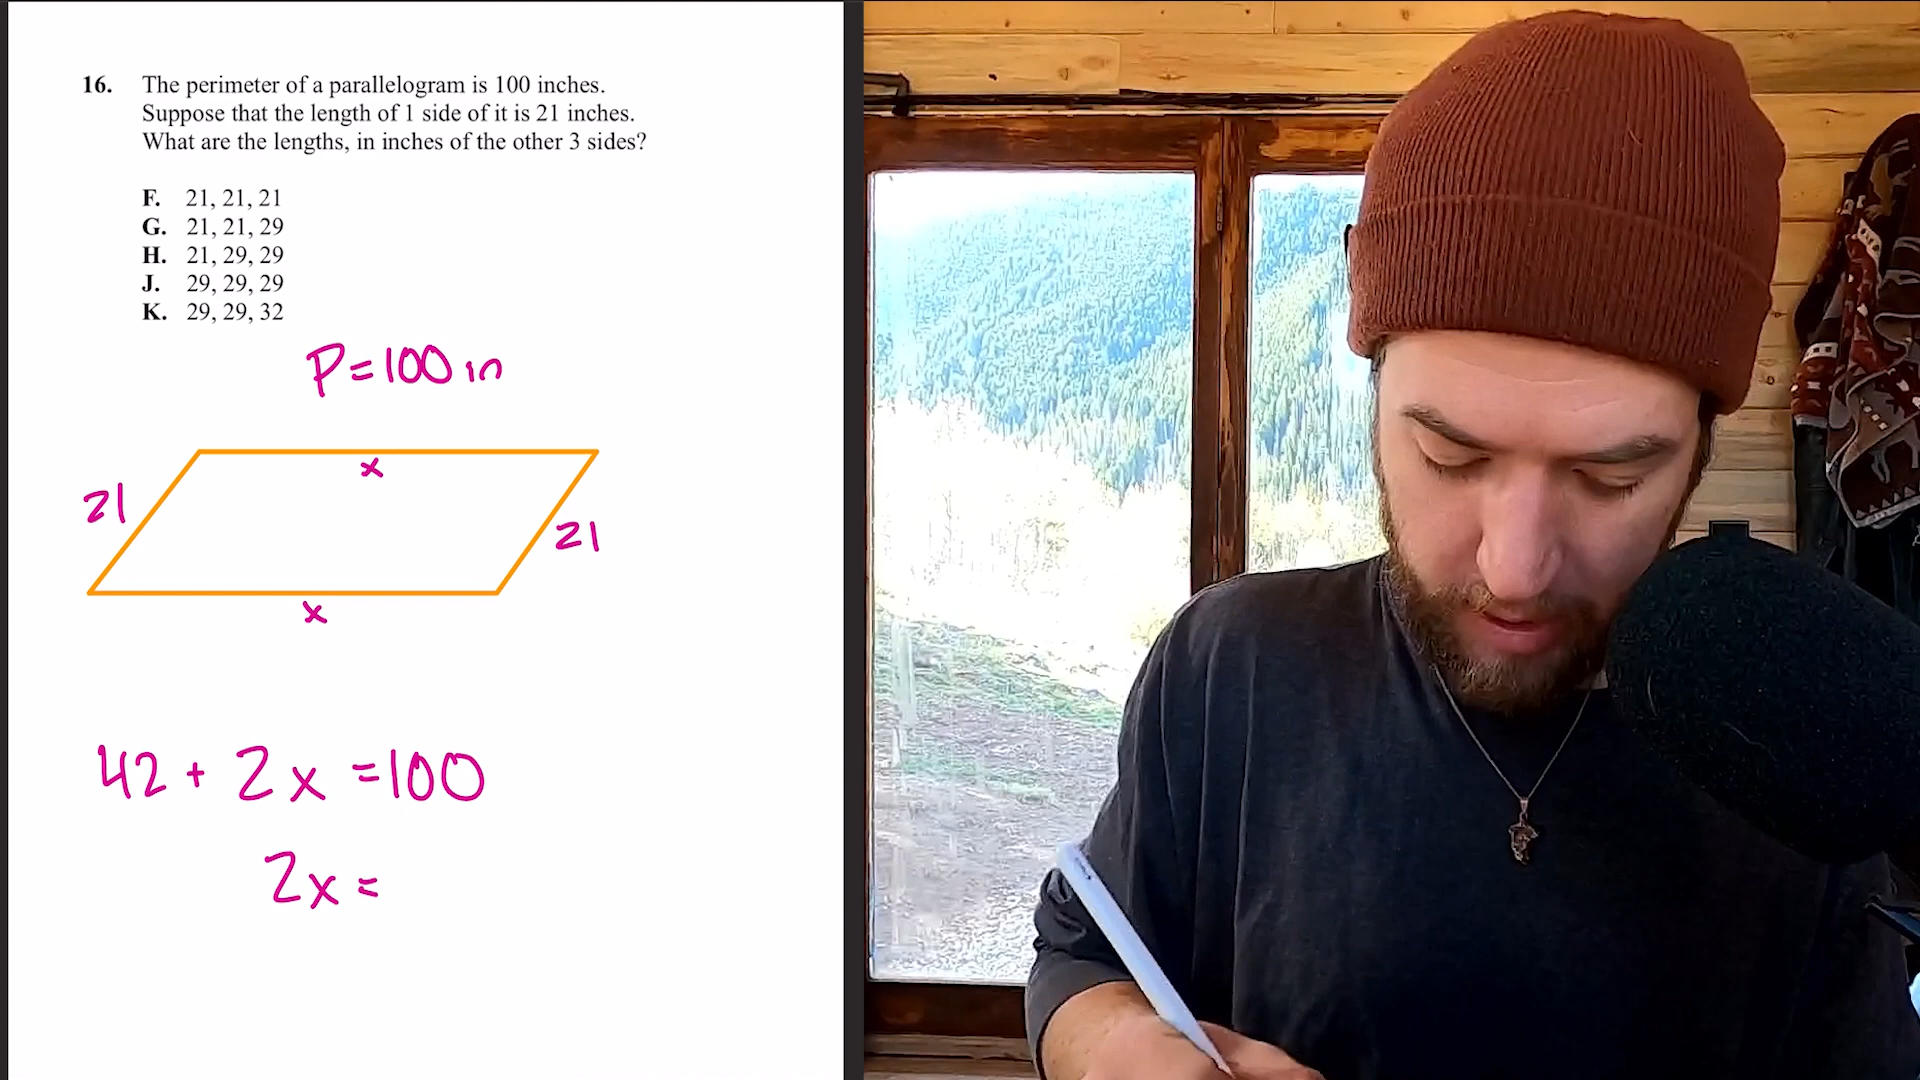 16. The perimeter of a parallelogram is 100 inches.
Suppose that the length of 1 side of it is 21 inches.
What are the lengths, in inches of the other 3 sides?
F. 21, 21, 21
G. 21, 21, 29
H. 21, 29, 29
J. 29, 29, 29
K. 29, 29, 32
P=100 in
x
21
21
x
42 + 2x =100
2x =